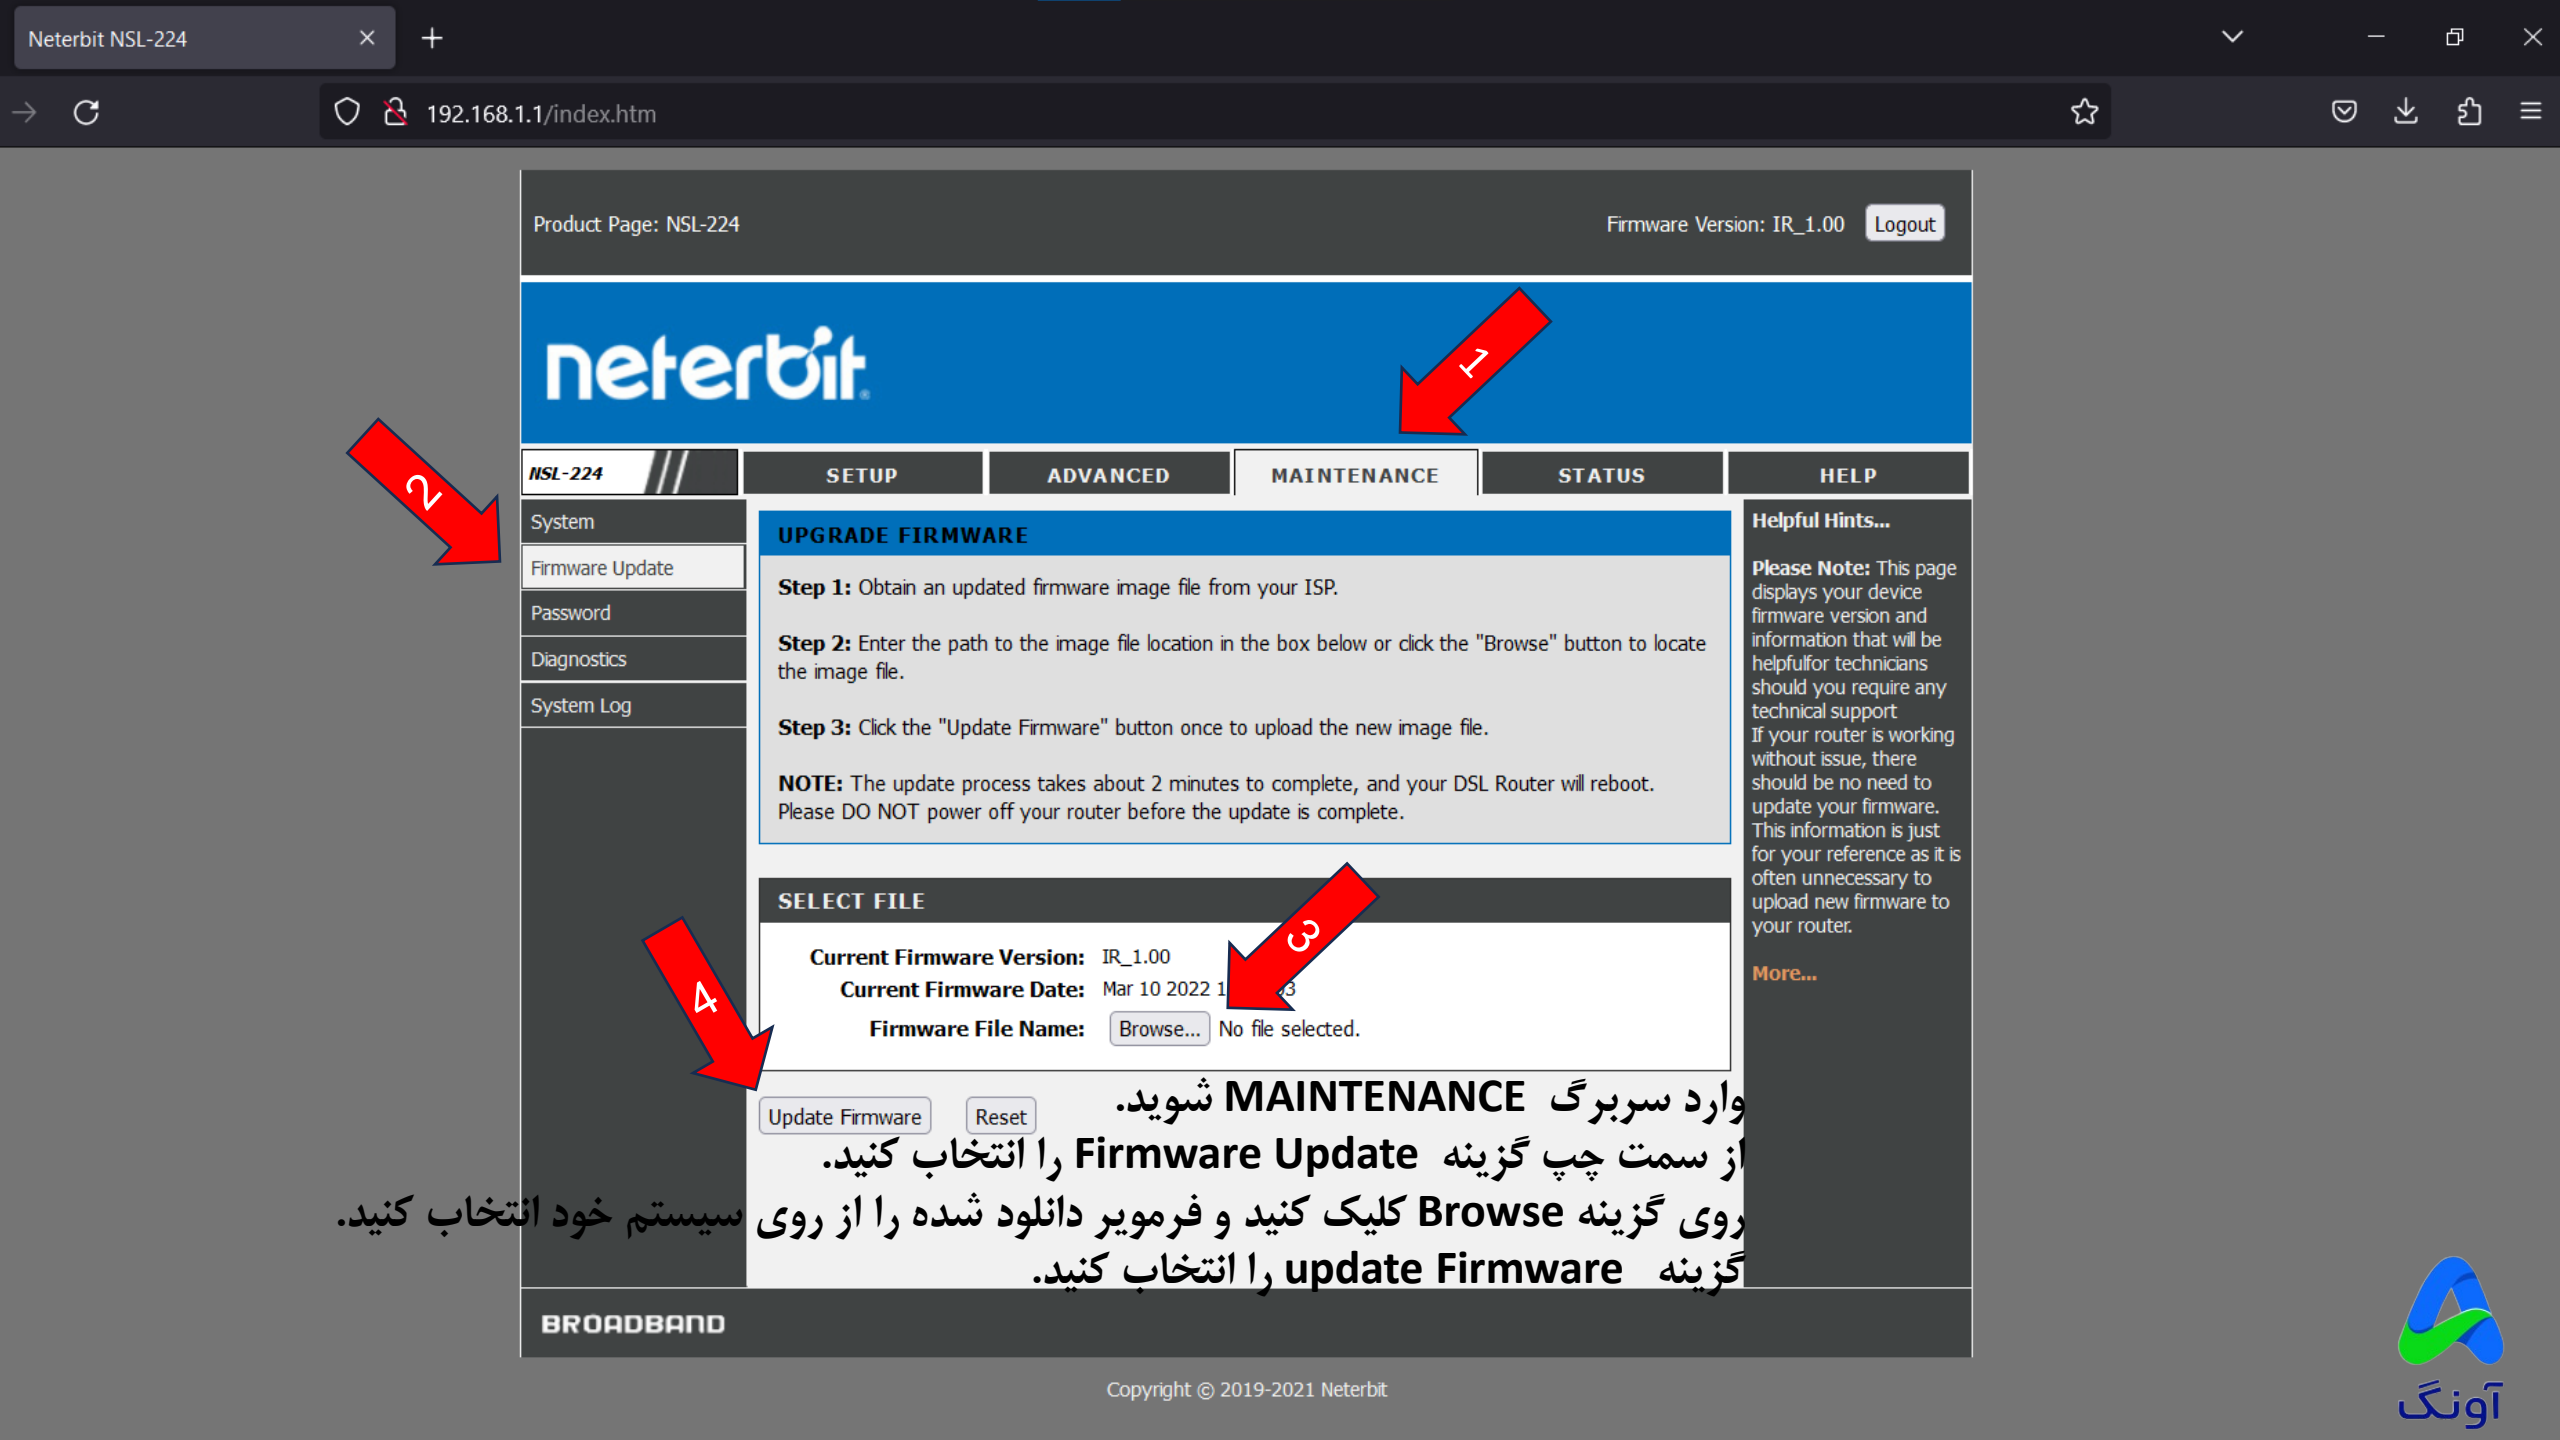 Neterbit NSL-224
192.168.1.1/index.htm
Product Page: NSL-224
Firmware Version: IR_1.00
Logout
neterbit
1
2
NSL-224
SETUP
ADVANCED
MAINTENANCE
STATUS
HELP
System
Firmware Update
Password
Diagnostics
System Log
UPGRADE FIRMWARE
Step 1: Obtain an updated firmware image file from your ISP.
Step 2: Enter the path to the image file location in the box below or click the "Browse" button to locate
the image file.
Step 3: Click the "Update Firmware" button once to upload the new image file.
NOTE: The update process takes about 2 minutes to complete, and your DSL Router will reboot.
Please DO NOT power off your router before the update is complete.
Helpful Hints...
Please Note: This page
displays your device
firmware version and
information that will be
helpfulfor technicians
should you require any
technical support
If your router is working
without issue, there
should be no need to
update your firmware.
This information is just
for your reference as it is
often unnecessary to
upload new firmware to
your router.
More...
SELECT FILE
3
4
Current Firmware Version: IR_1.00
Current Firmware Date: Mar 10 2022
Firmware File Name: Browse... No file selected.
Update Firmware
Reset
وارد سربرگ MAINTENANCE شوید.
از سمت چپ گزینه Firmware Update را انتخاب کنید.
روی گزینه Browse کلیک کنید و فرمویر دانلود شده را از روی سیستم خود انتخاب کنید.
گزینه update Firmware را انتخاب کنید.
BROADBAND
Copyright © 2019-2021 Neterbit
آونگ